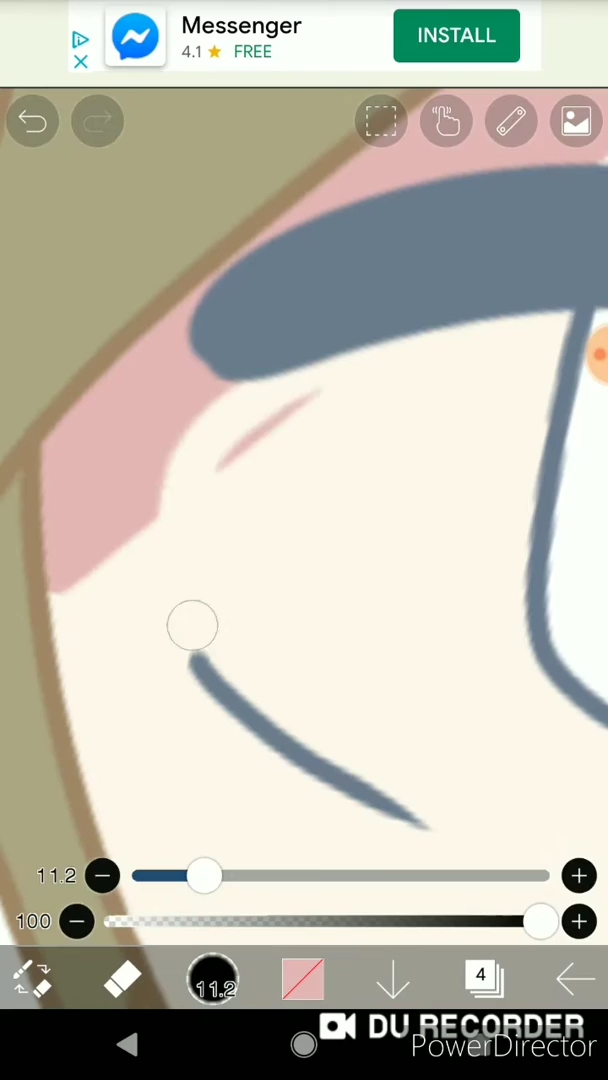 Messenger
INSTALL
4.1 ★ FREE
11.2
100
11.2
4
DU RECORDER
PowerDirector